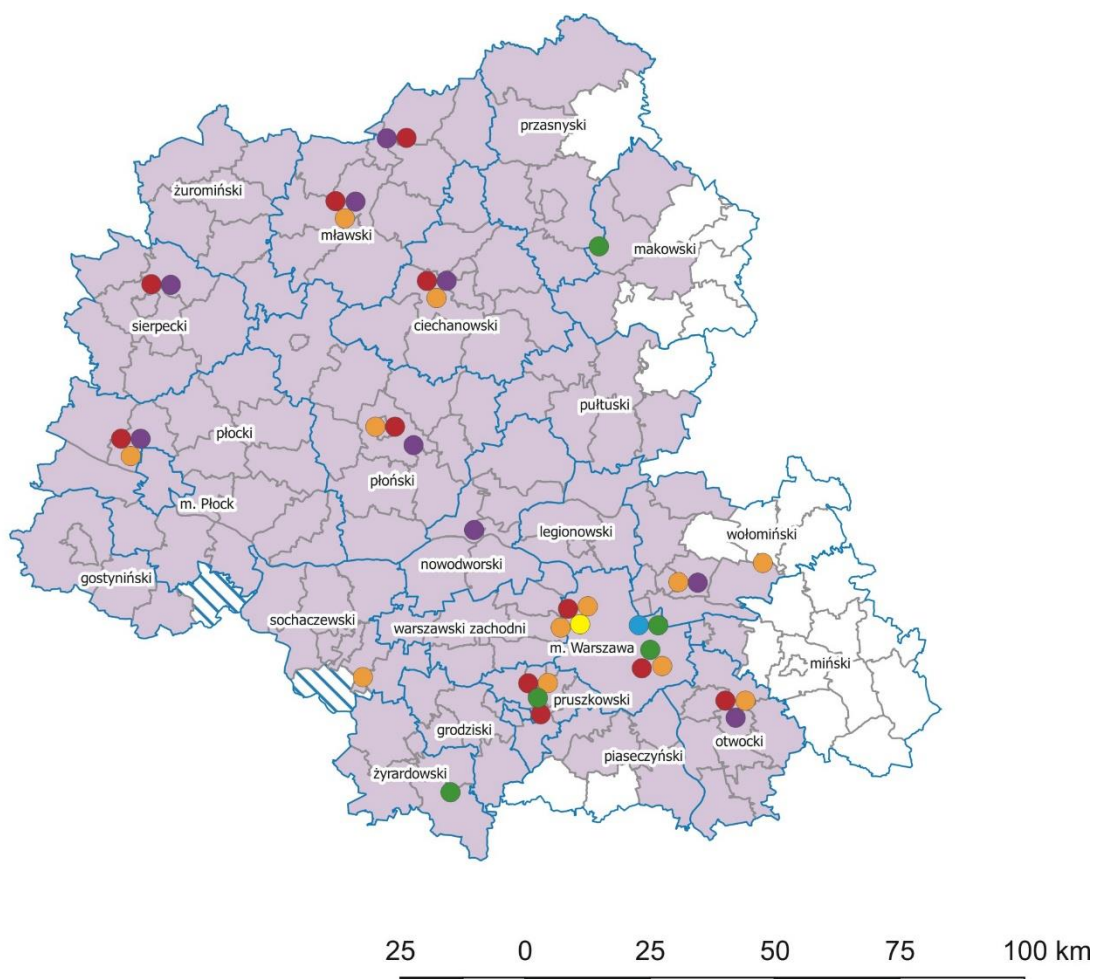 przasnyski
żuromiński
mławski
makowski
sierpecki
ciechanowski
płocki
pułtuski
płoński
m. Płock
legionowski
wołomiński
nowodworski
gostyniński
sochaczewski
warszawski zachodni
m. Warszawa
miński
pruszkowski
grodziski
otwocki
piaseczyński
żyrardowski
25 0 25 50 75 100 km